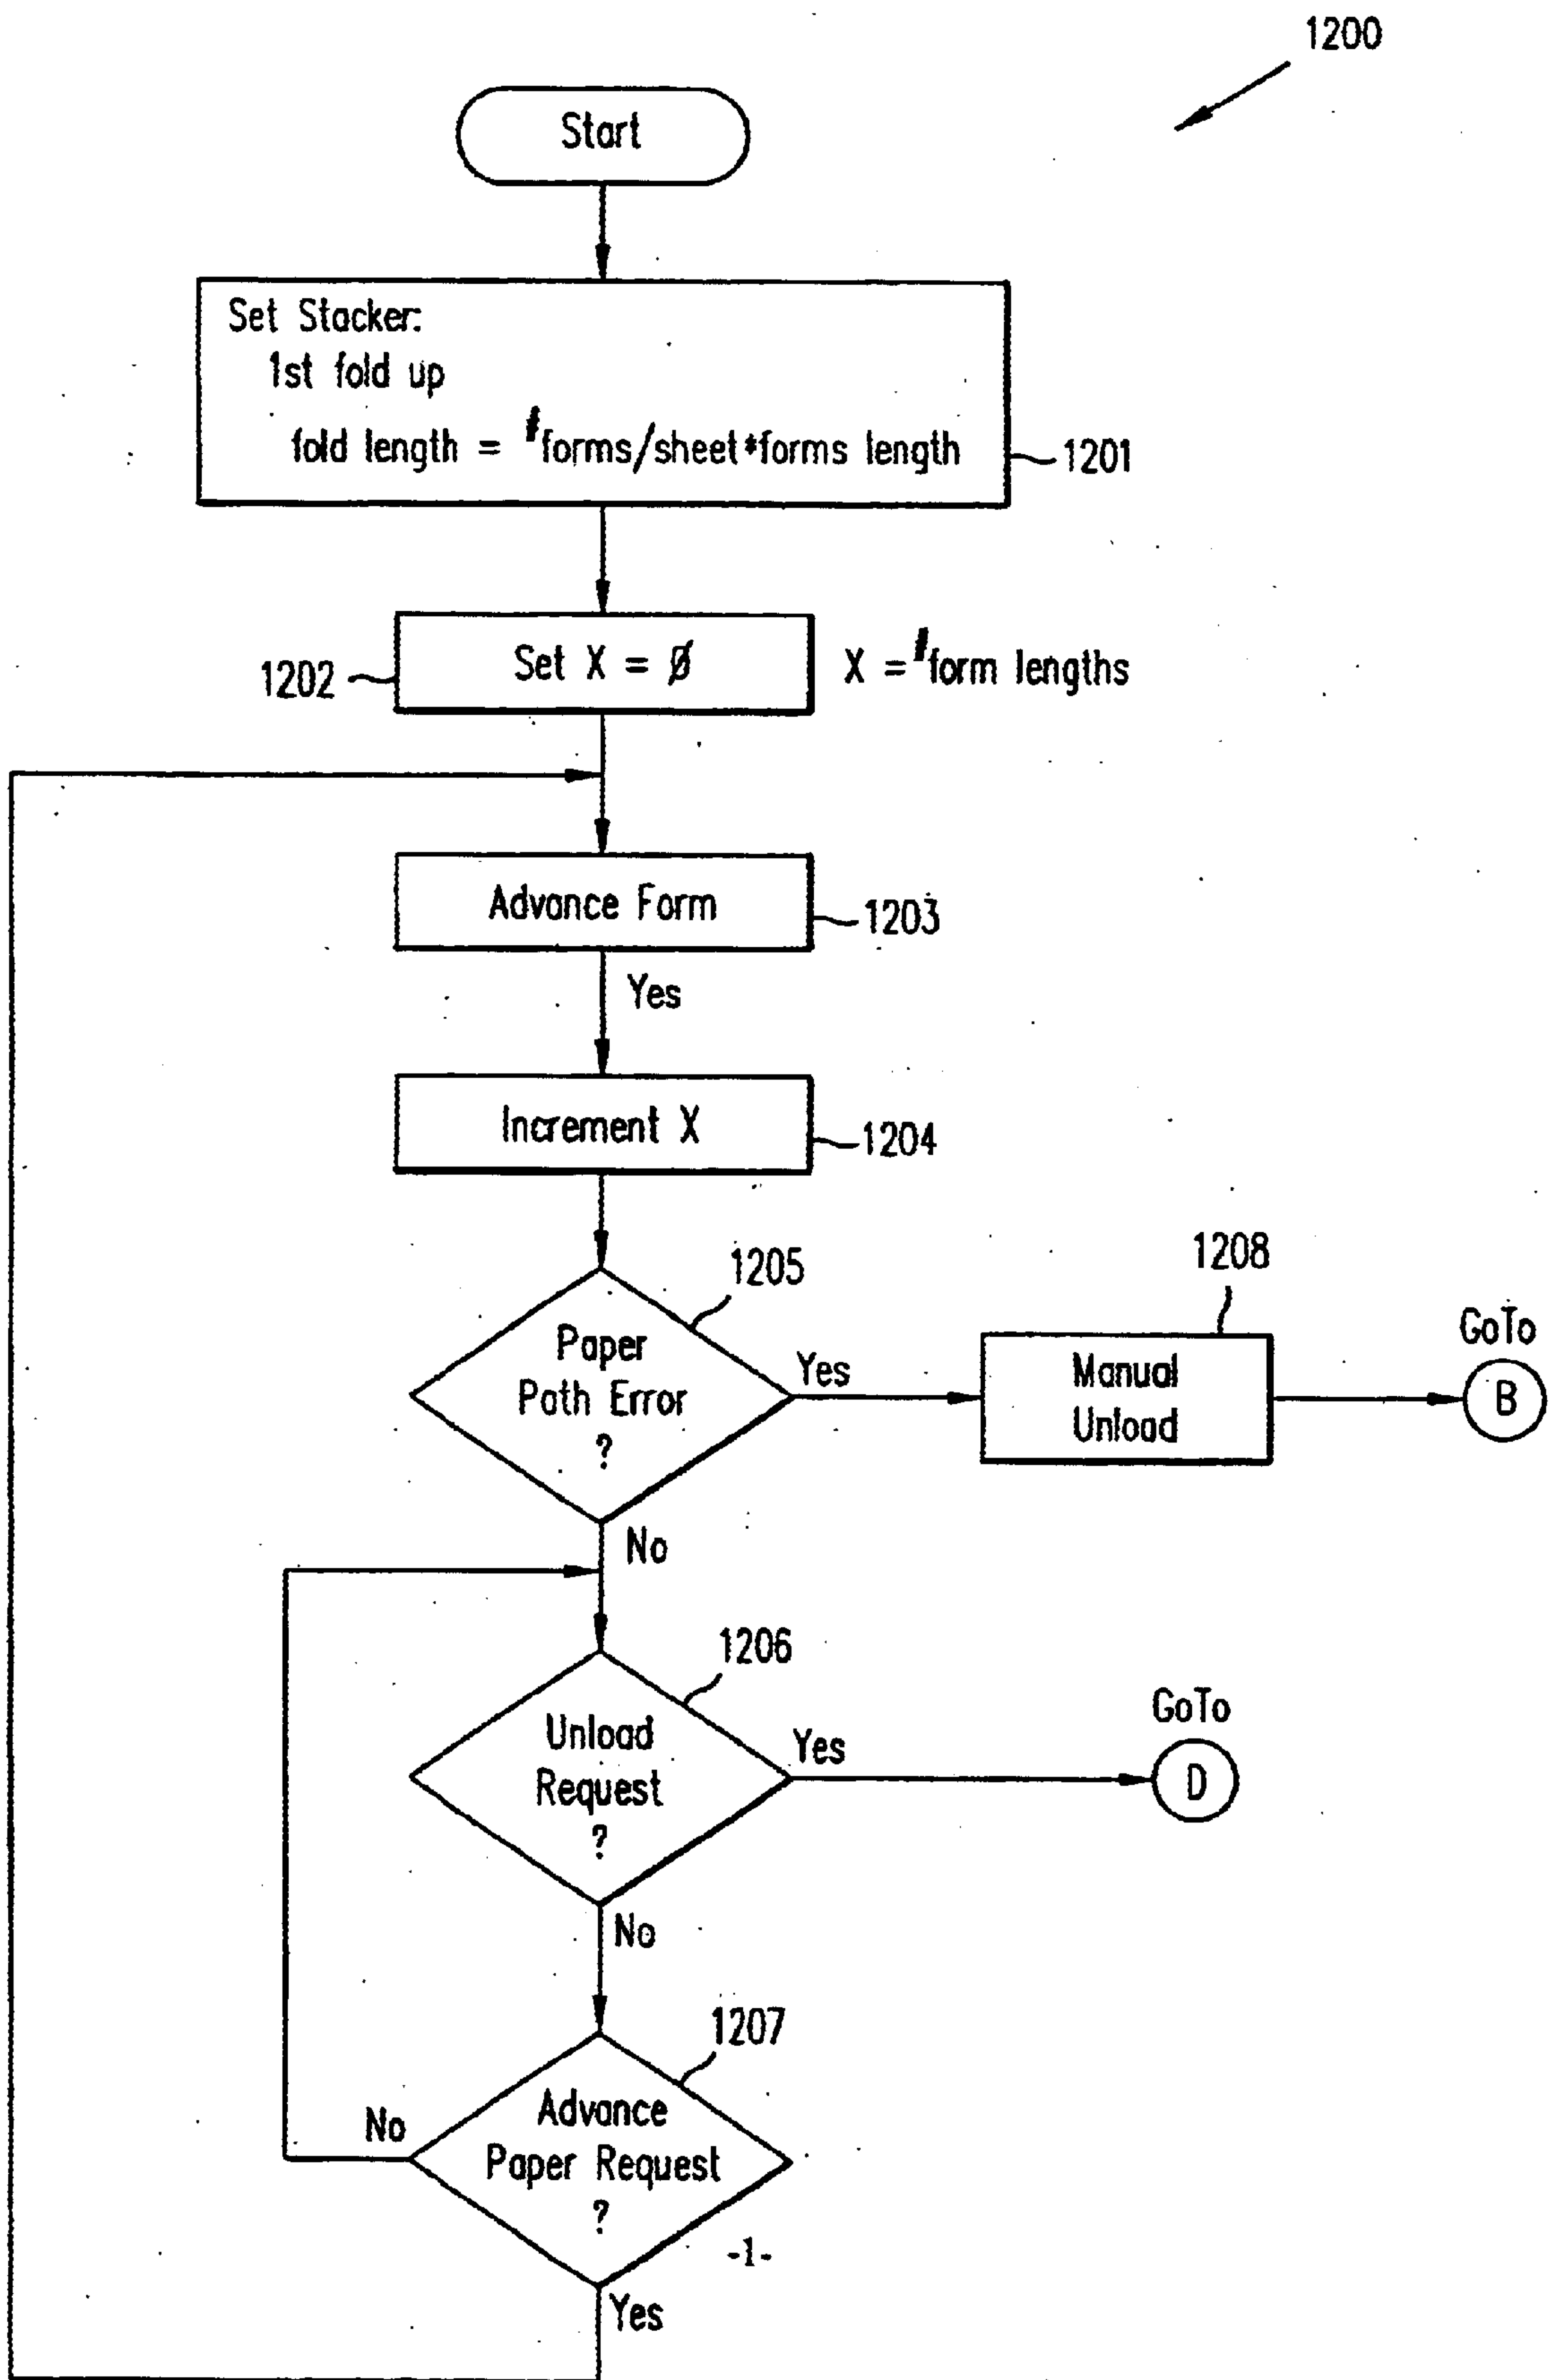 1200
Start
Set Stacker:
1st fold up
fold length = #forms/sheet*forms length
1201
1202
Set X = Ø
X = #form lengths
Advance Form
1203
Yes
Increment X
1204
1205
Paper
Path Error
?
Yes
1208
Manual
Unload
GoTo
B
No
1206
Unload
Request
?
Yes
GoTo
D
No
1207
Advance
Paper Request
?
No
-1-
Yes